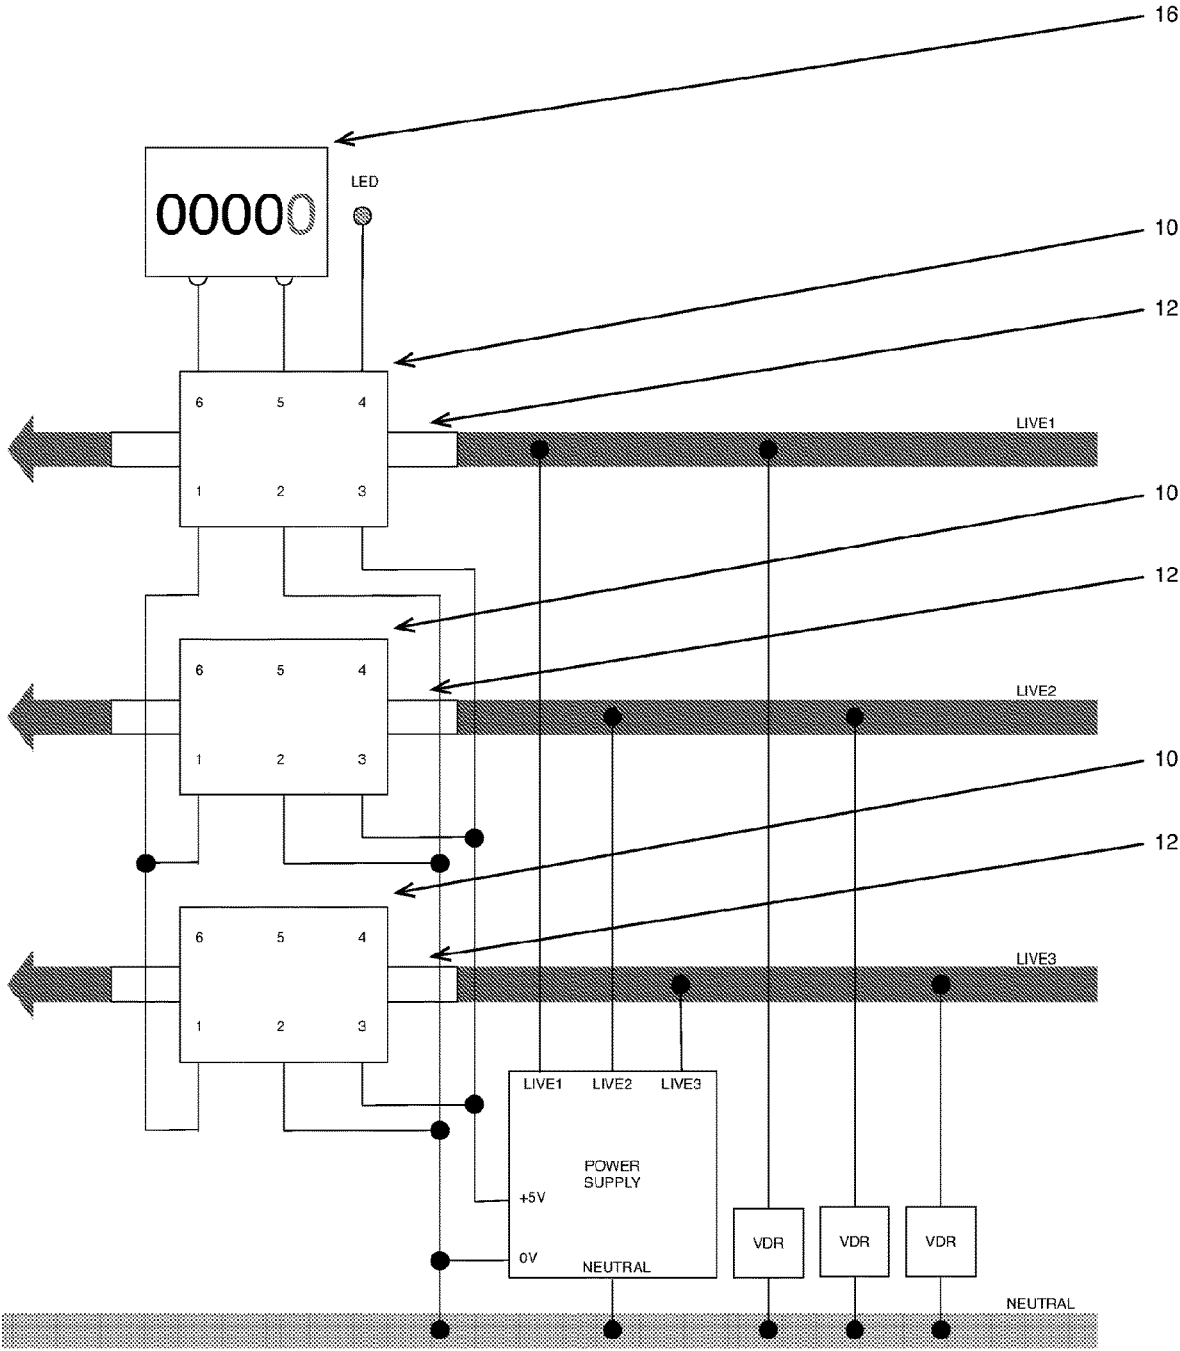 16
LED
00000
10
12
6 5 4
LIVE1
1 2 3
10
12
6 5 4
LIVE2
1 2 3
10
12
6 5 4
LIVE3
1 2 3
LIVE1 LIVE2 LIVE3
POWER
SUPPLY
+5V
VDR VDR VDR
0V
NEUTRAL
NEUTRAL